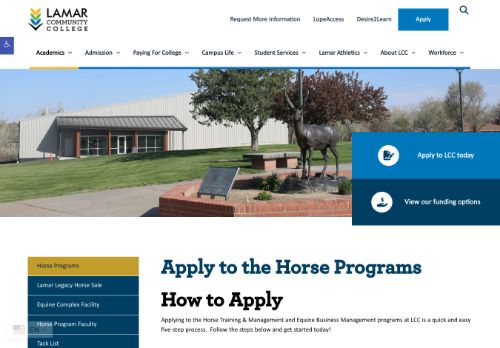 LAMAR
COMMUNITY
COLLEGE
Request More Information
LopeAccess
Desire2Learn
Apply
Academics
Admission
Paying For College
Campus Life
Student Services
Lamar Athletics
About LCC
Workforce
Apply to LCC today
View our funding options
Horse Programs
Lamar Legacy Horse Sale
Equine Complex Facility
Horse Program Faculty
Tack List
EN
Apply to the Horse Programs
How to Apply
Applying to the Horse Training & Management and Equine Business Management programs at LCC is a quick and easy
five-step process. Follow the steps below and get started today!